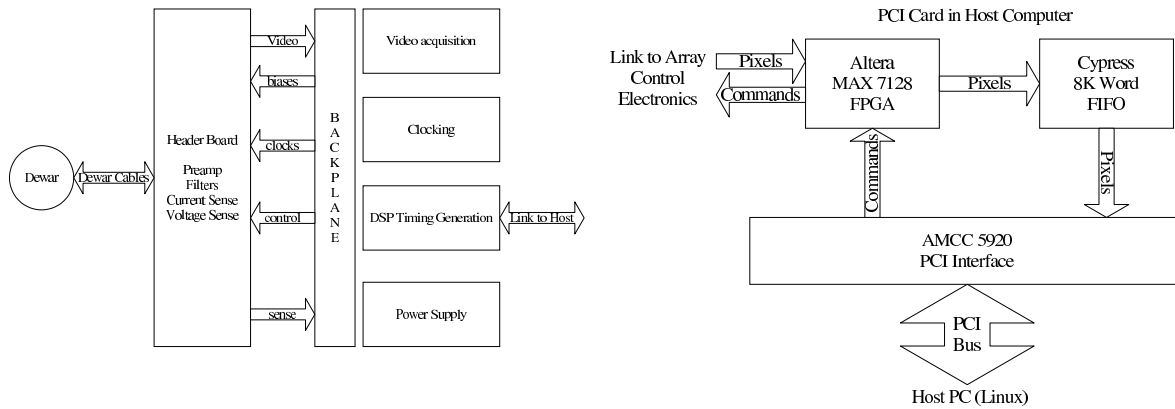 Video
biases
clocks
control
sense
Dewar
Dewar Cables
Header Board
Preamp
Filters
Current Sense
Voltage Sense
BACKPLANE
Video acquisition
Clocking
DSP Timing Generation
Link to Host
Power Supply
PCI Card in Host Computer
Link to Array
Control
Electronics
Pixels
Commands
Altera
MAX 7128
FPGA
Pixels
Cypress
8K Word
FIFO
Commands
Pixels
AMCC 5920
PCI Interface
PCI
Bus
Host PC (Linux)